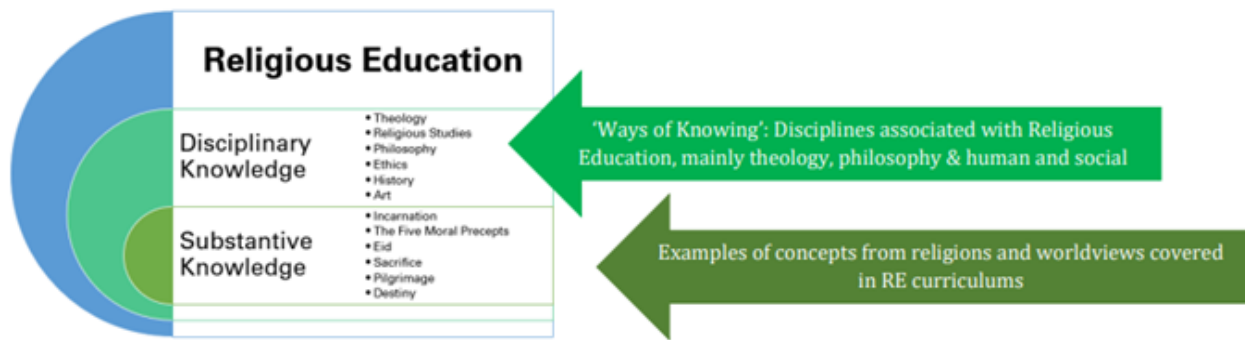 Religious Education
Disciplinary
Knowledge
• Theology
• Religious Studies
• Philosophy
• Ethics
• History
• Art
‘Ways of Knowing’: Disciplines associated with Religious
Education, mainly theology, philosophy & human and social
Substantive
Knowledge
• Incarnation
• The Five Moral Precepts
• Eid
• Sacrifice
• Pilgrimage
• Destiny
Examples of concepts from religions and worldviews covered
in RE curriculums